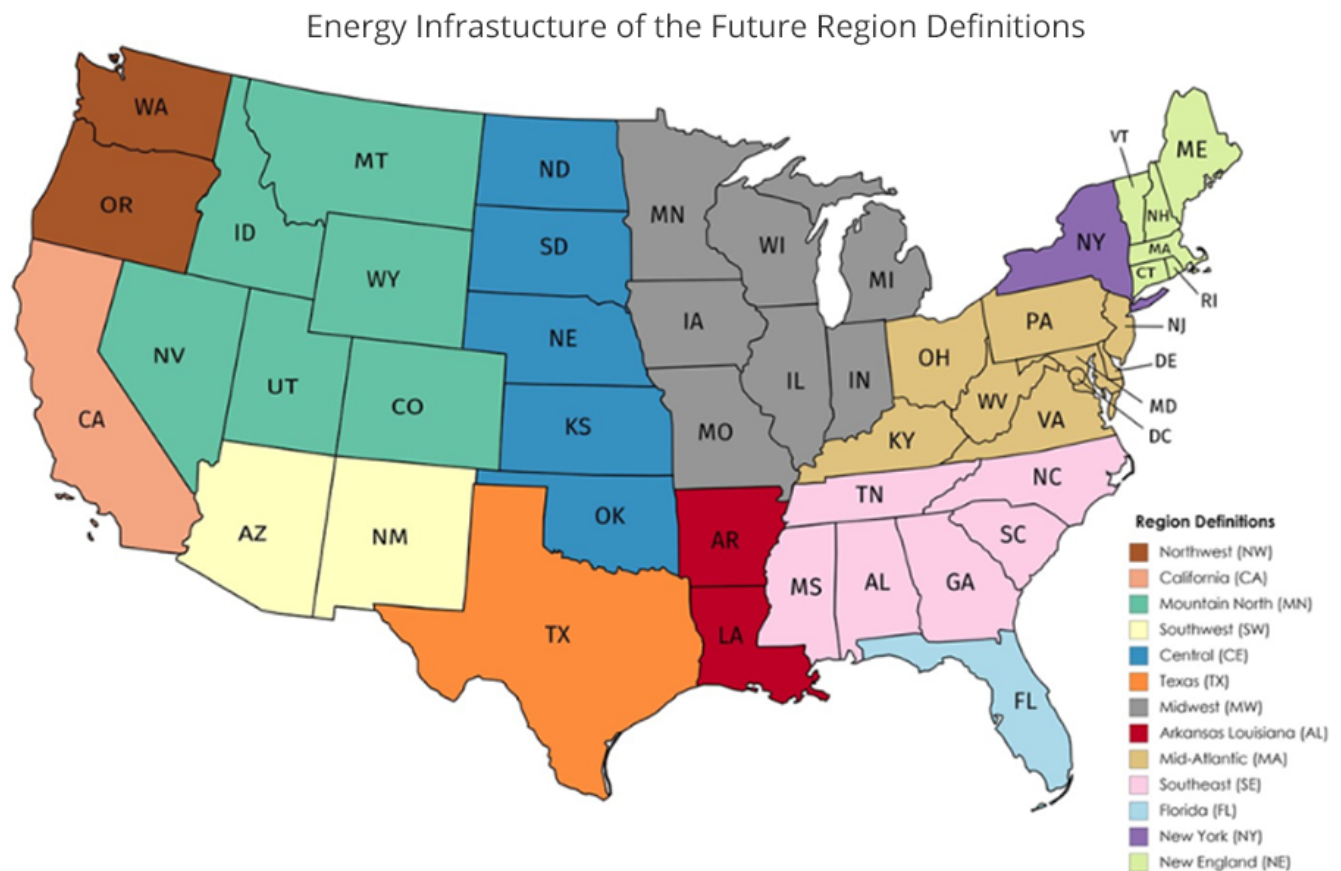 Energy Infrastucture of the Future Region Definitions
WA
MT
ND
MN
VT
ME
OR
ID
SD
WI
NH
NY
MA
WY
MI
CT
RI
NE
IA
PA
NJ
NV
UT
CO
IL
IN
OH
DE
CA
KS
MO
WV
VA
MD
KY
DC
TN
NC
AZ
NM
OK
AR
SC
MS
AL
GA
TX
LA
FL
Region Definitions
Northwest (NW)
California (CA)
Mountain North (MN)
Southwest (SW)
Central (CE)
Texas (TX)
Midwest (MW)
Arkansas Louisiana (AL)
Mid-Atlantic (MA)
Southeast (SE)
Florida (FL)
New York (NY)
New England (NE)